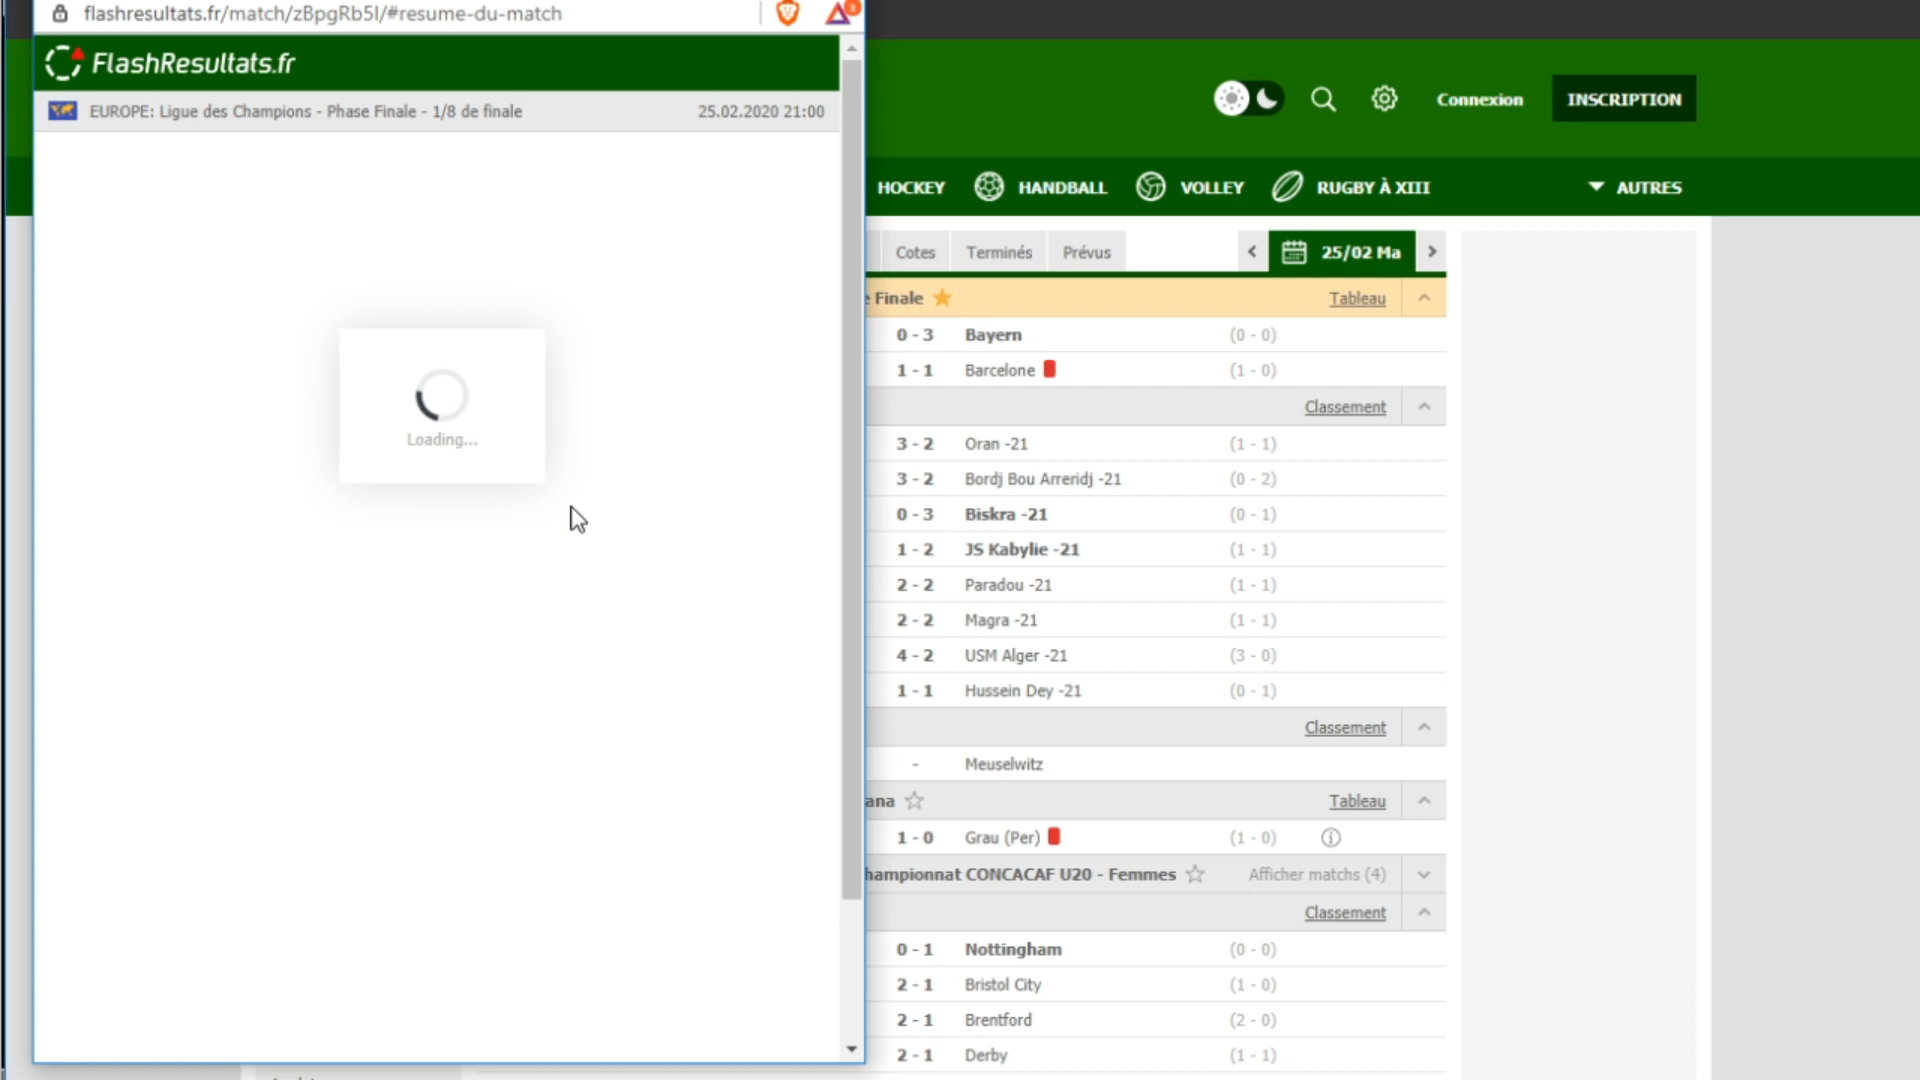 flashresultats.fr/match/zBpgRb5I/#resume-du-match
3
FlashResultats.fr
EUROPE: Ligue des Champions - Phase Finale - 1/8 de finale 25.02.2020 21:00
Loading...
Connexion INSCRIPTION
HOCKEY HANDBALL VOLLEY RUGBY À XIII AUTRES
Cotes Terminés Prévus 25/02 Ma
Finale Tableau
0 - 3 Bayern (0 - 0)
1 - 1 Barcelone (1 - 0)
Classement
3 - 2 Oran -21 (1 - 1)
3 - 2 Bordj Bou Arreridj -21 (0 - 2)
0 - 3 Biskra -21 (0 - 1)
1 - 2 JS Kabylie -21 (1 - 1)
2 - 2 Paradou -21 (1 - 1)
2 - 2 Magra -21 (1 - 1)
4 - 2 USM Alger -21 (3 - 0)
1 - 1 Hussein Dey -21 (0 - 1)
Classement
- Meuselwitz
ana Tableau
1 - 0 Grau (Per) (1 - 0)
hampionnat CONCACAF U20 - Femmes Afficher matchs (4)
Classement
0 - 1 Nottingham (0 - 0)
2 - 1 Bristol City (1 - 0)
2 - 1 Brentford (2 - 0)
2 - 1 Derby (1 - 1)